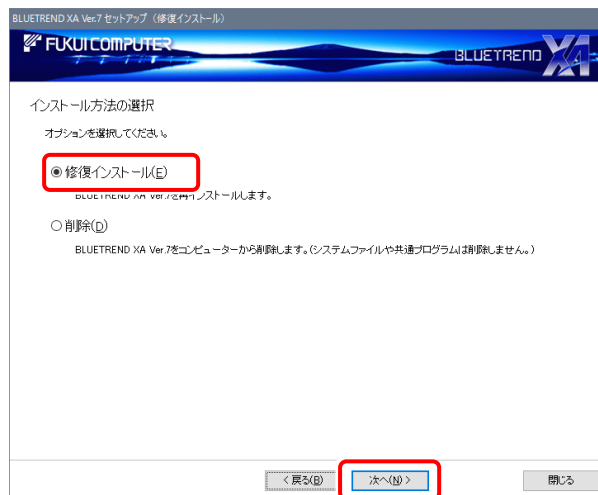 BLUETREND XA Ver.7 セットアップ（修復インストール）
FUKUI COMPUTER
BLUETREND XA
インストール方法の選択
オプションを選択してください。
修復インストール(E)
BLUETREND XA Ver.7を再インストールします。
削除(D)
BLUETREND XA Ver.7をコンピューターから削除します。(システムファイルや共通プログラムは削除しません。)
< 戻る(B)
次へ(N) >
閉じる